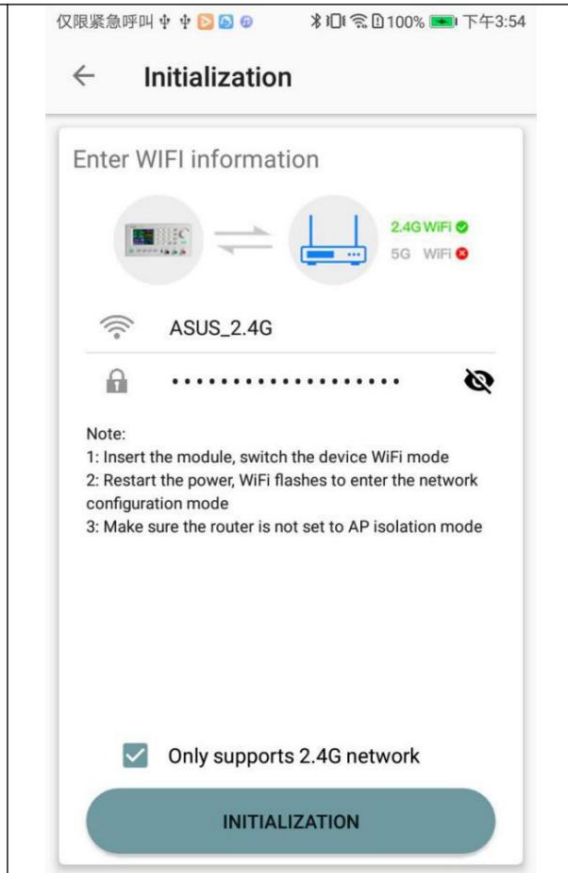 仅限紧急呼叫 100% 下午3:54
Initialization
Enter WIFI information
2.4G WiFi
5G WiFi
ASUS_2.4G
Note:
1: Insert the module, switch the device WiFi mode
2: Restart the power, WiFi flashes to enter the network
configuration mode
3: Make sure the router is not set to AP isolation mode
Only supports 2.4G network
INITIALIZATION